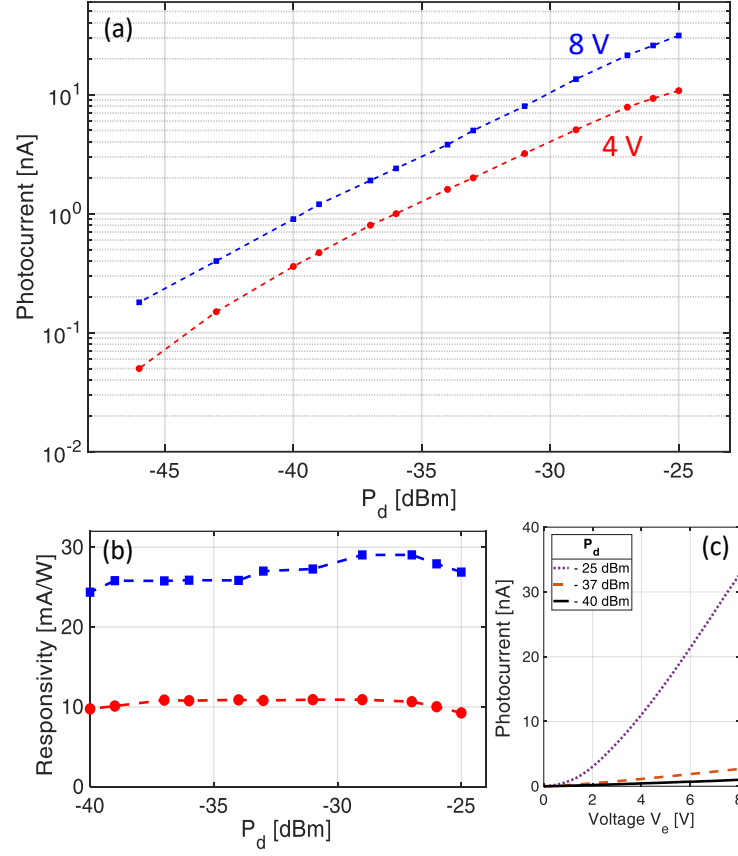 (a)
8 V
4 V
Photocurrent [nA]
10^1
10^0
10^-1
10^-2
-45 -40 -35 -30 -25
P_d [dBm]
(b)
Responsivity [mA/W]
30
20
10
0
-40 -35 -30 -25
P_d [dBm]
(c)
P_d
- 25 dBm
- 37 dBm
- 40 dBm
Photocurrent [nA]
40
30
20
10
0
0 2 4 6 8
Voltage V_e [V]